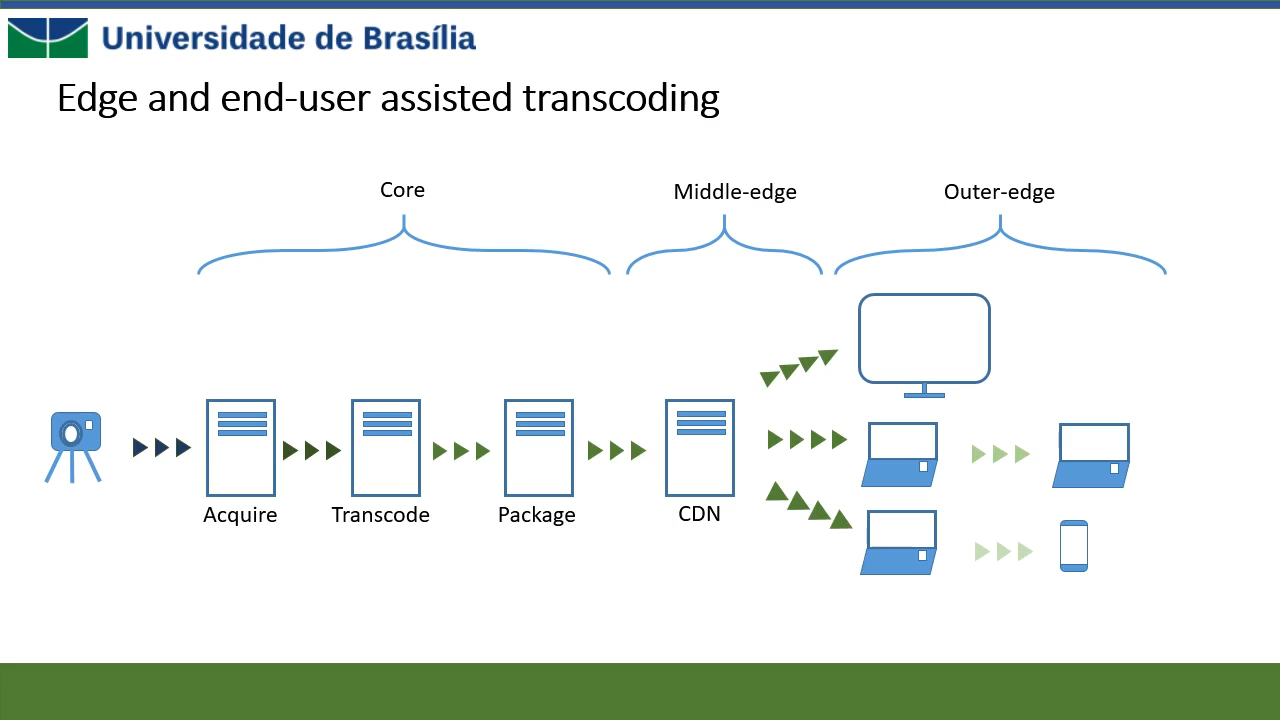 Universidade de Brasília
Edge and end-user assisted transcoding
Core
Middle-edge
Outer-edge
Acquire
Transcode
Package
CDN